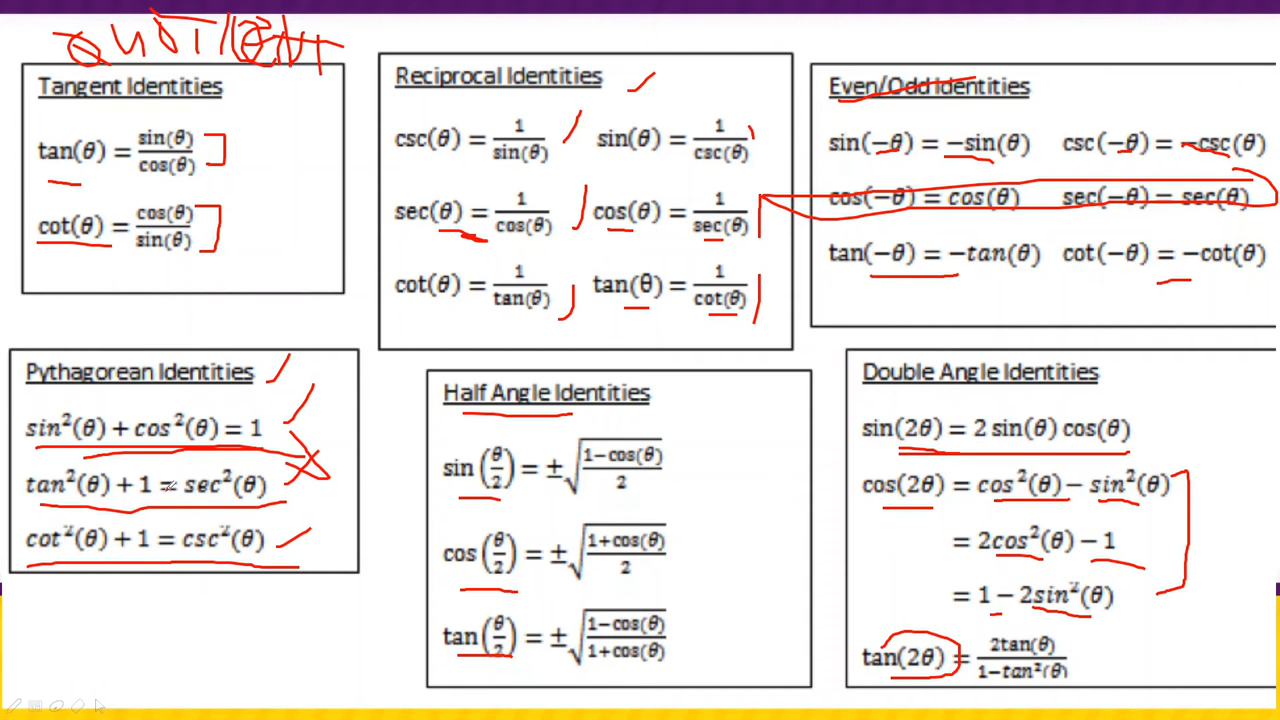 QUOTIENT
Tangent Identities
tan(θ) = sin(θ)/cos(θ)
cot(θ) = cos(θ)/sin(θ)
Reciprocal Identities
csc(θ) = 1/sin(θ) sin(θ) = 1/csc(θ)
sec(θ) = 1/cos(θ) cos(θ) = 1/sec(θ)
cot(θ) = 1/tan(θ) tan(θ) = 1/cot(θ)
Even/Odd Identities
sin(−θ) = −sin(θ) csc(−θ) = −csc(θ)
cos(−θ) = cos(θ) sec(−θ) = sec(θ)
tan(−θ) = −tan(θ) cot(−θ) = −cot(θ)
Pythagorean Identities
sin²(θ) + cos²(θ) = 1
tan²(θ) + 1 = sec²(θ)
cot²(θ) + 1 = csc²(θ)
Half Angle Identities
sin(θ/2) = ±√((1−cos(θ))/2)
cos(θ/2) = ±√((1+cos(θ))/2)
tan(θ/2) = ±√((1−cos(θ))/(1+cos(θ)))
Double Angle Identities
sin(2θ) = 2 sin(θ) cos(θ)
cos(2θ) = cos²(θ) − sin²(θ)
= 2cos²(θ) − 1
= 1 − 2sin²(θ)
tan(2θ) = 2tan(θ)/(1−tan²(θ))